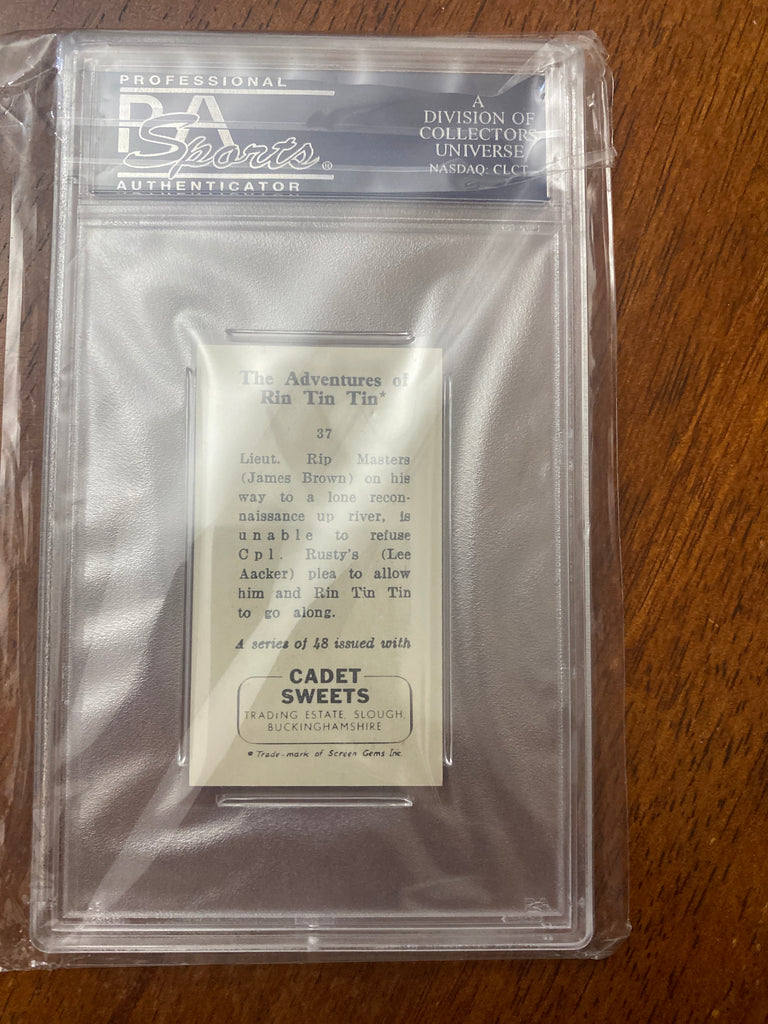 PROFESSIONAL
PSA
Sports®
AUTHENTICATOR
A
DIVISION OF
COLLECTORS
UNIVERSE
NASDAQ: CLCT
The Adventures of
Rin Tin Tin*
37
Lieut. Rip Masters
(James Brown) on his
way to a lone recon-
naissance up river, is
unable to refuse
Cpl. Rusty's (Lee
Aacker) plea to allow
him and Rin Tin Tin
to go along.
A series of 48 issued with
CADET
SWEETS
TRADING ESTATE, SLOUGH,
BUCKINGHAMSHIRE
* Trade-mark of Screen Gems Inc.